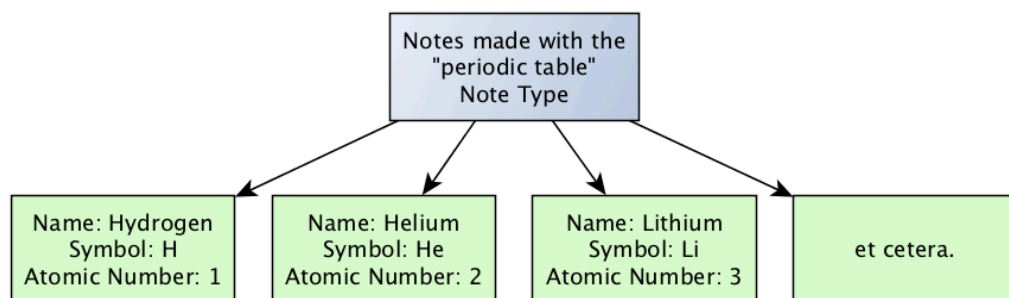 Notes made with the
"periodic table"
Note Type
Name: Hydrogen
Symbol: H
Atomic Number: 1
Name: Helium
Symbol: He
Atomic Number: 2
Name: Lithium
Symbol: Li
Atomic Number: 3
et cetera.